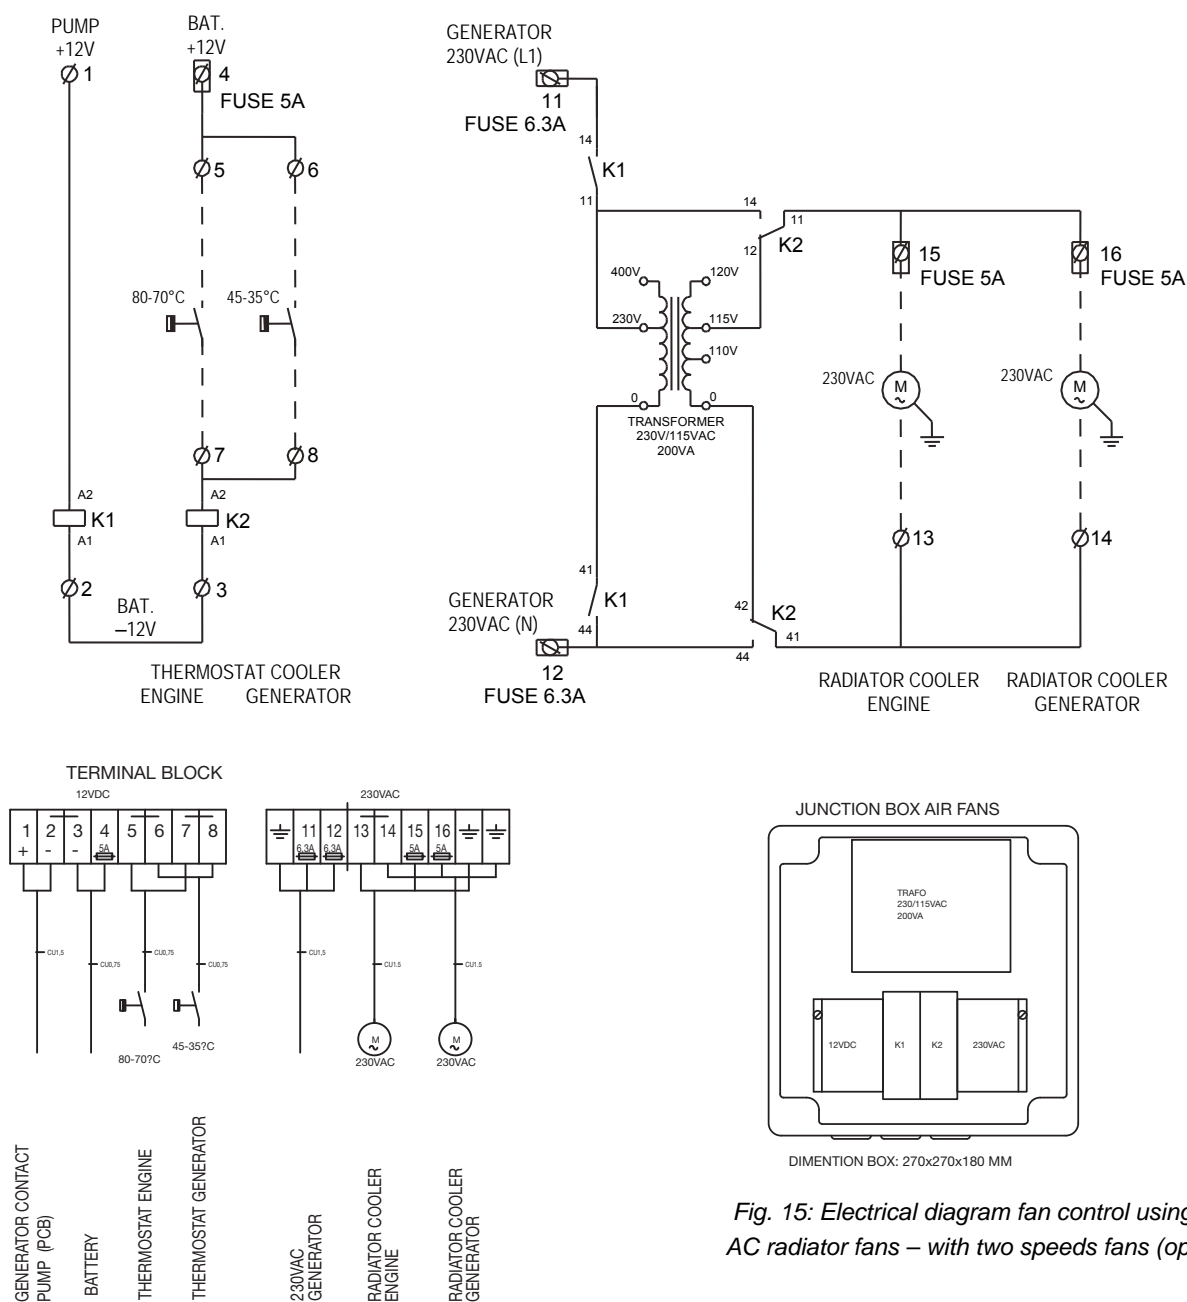 PUMP
+12V
1
BAT.
+12V
4
FUSE 5A
5
6
80-70°C
45-35°C
7
8
A2
K1
A1
A2
K2
A1
2
3
BAT.
–12V
THERMOSTAT COOLER
ENGINE GENERATOR
GENERATOR
230VAC (L1)
11
FUSE 6.3A
14
K1
11
14
11
12
K2
400V
120V
230V
115V
110V
0
0
TRANSFORMER
230V/115VAC
200VA
15
FUSE 5A
16
FUSE 5A
230VAC
M
~
230VAC
M
~
13
14
41
K1
44
GENERATOR
230VAC (N)
12
FUSE 6.3A
42
K2
41
44
RADIATOR COOLER
ENGINE
RADIATOR COOLER
GENERATOR
TERMINAL BLOCK
12VDC
1 2 3 4 5 6 7 8
+ - - 5A
CU1,5
CU0,75
CU0,75
CU0,75
80-70?C
45-35?C
GENERATOR CONTACT
PUMP (PCB)
BATTERY
THERMOSTAT ENGINE
THERMOSTAT GENERATOR
230VAC
11 12 13 14 15 16
6,3A 6,3A 5A 5A
CU1,5
CU1.5
CU1.5
M
~
230VAC
M
~
230VAC
230VAC
GENERATOR
RADIATOR COOLER
ENGINE
RADIATOR COOLER
GENERATOR
JUNCTION BOX AIR FANS
TRAFO
230/115VAC
200VA
12VDC K1 K2 230VAC
DIMENTION BOX: 270x270x180 MM
Fig. 15: Electrical diagram fan control using
AC radiator fans – with two speeds fans (op